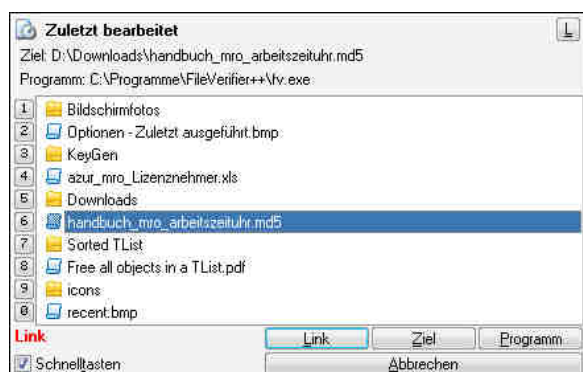 Zuletzt bearbeitet L
Ziel: D:\Downloads\handbuch_mro_arbeitszeituhr.md5
Programm: C:\Programme\FileVerifier++\fv.exe
1 Bildschirmfotos
2 Optionen - Zuletzt ausgeführt.bmp
3 KeyGen
4 azur_mro_Lizenznehmer.xls
5 Downloads
6 handbuch_mro_arbeitszeituhr.md5
7 Sorted TList
8 Free all objects in a TList.pdf
9 icons
0 recent.bmp
Link Link Ziel Programm
Schnelltasten Abbrechen